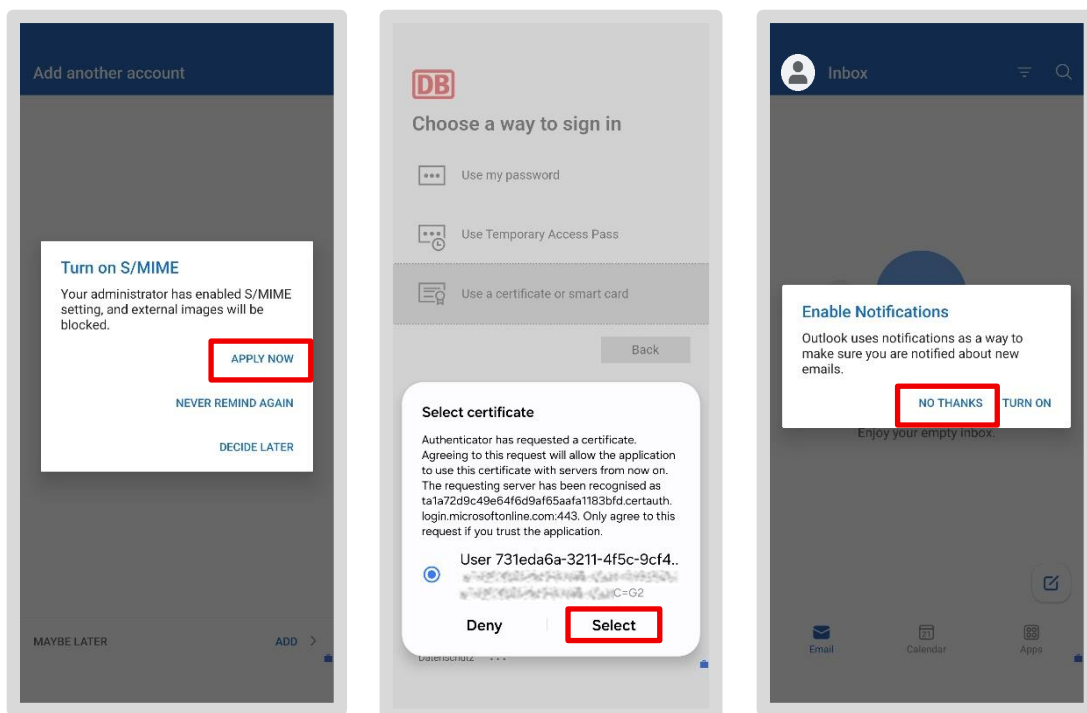 Add another account
Turn on S/MIME
Your administrator has enabled S/MIME
setting, and external images will be
blocked.
APPLY NOW
NEVER REMIND AGAIN
DECIDE LATER
MAYBE LATER
ADD >
DB
Choose a way to sign in
Use my password
Use Temporary Access Pass
Use a certificate or smart card
Back
Select certificate
Authenticator has requested a certificate.
Agreeing to this request will allow the application
to use this certificate with servers from now on.
The requesting server has been recognised as
ta1a72d9c49e64f6d9af65aafa1183bfd.certauth.
login.microsoftonline.com:443. Only agree to this
request if you trust the application.
User 731eda6a-3211-4f5c-9cf4..
C=G2
Deny
Select
Datenschutz ...
Inbox
Enable Notifications
Outlook uses notifications as a way to
make sure you are notified about new
emails.
NO THANKS
TURN ON
Enjoy your empty inbox.
Email
21
Calendar
Apps